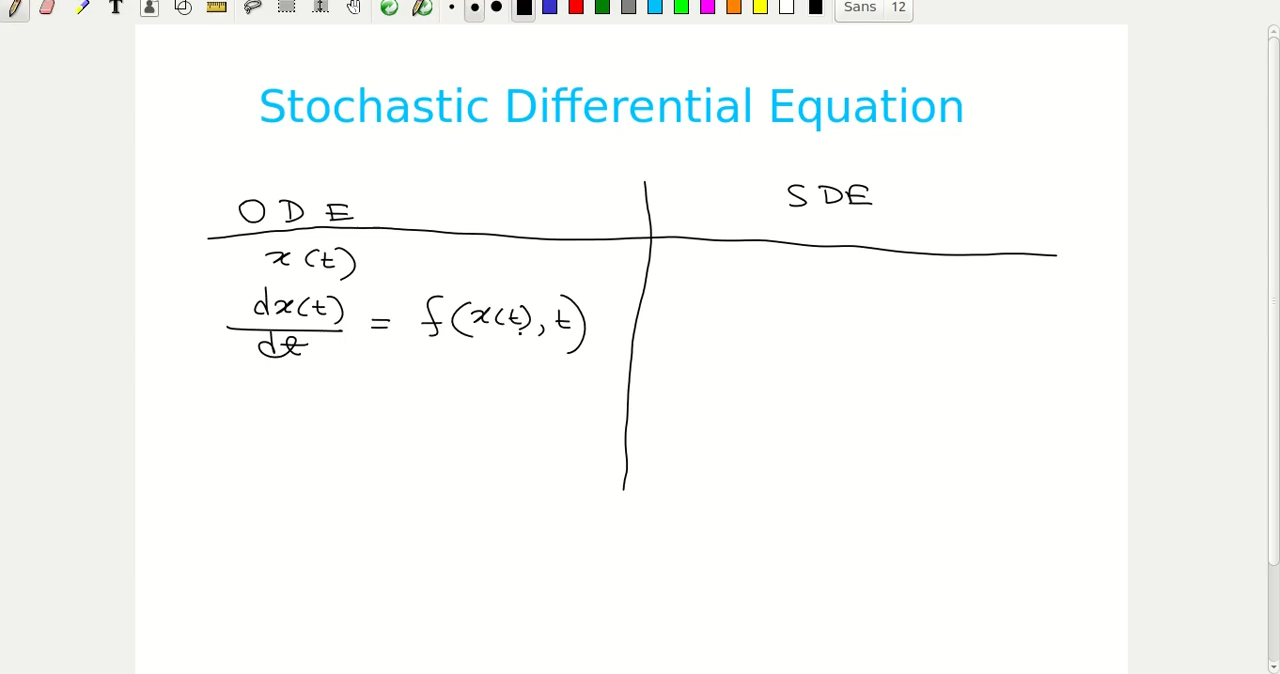 T Sans 12
Stochastic Differential Equation
ODE
SDE
x(t)
dx(t)/dt = f(x(t), t)